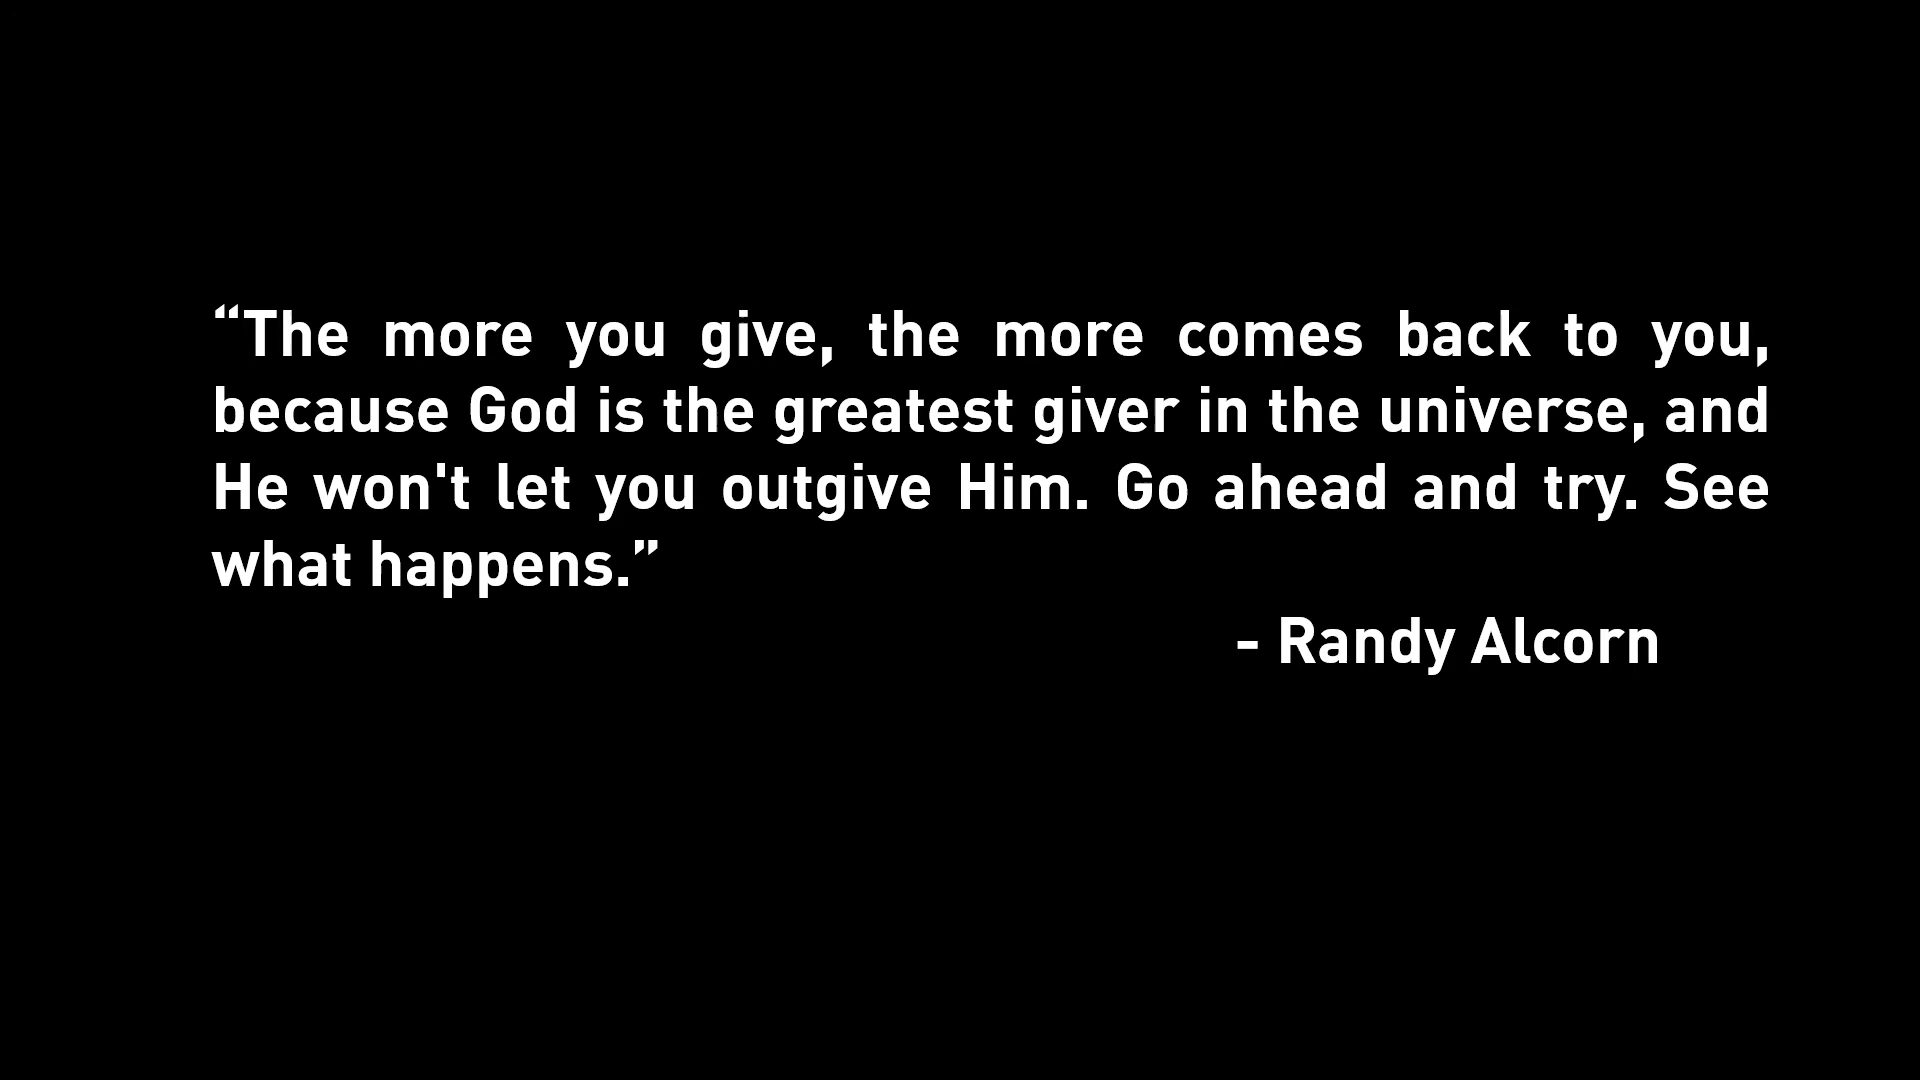 “The more you give, the more comes back to you,
because God is the greatest giver in the universe, and
He won't let you outgive Him. Go ahead and try. See
what happens.”
- Randy Alcorn